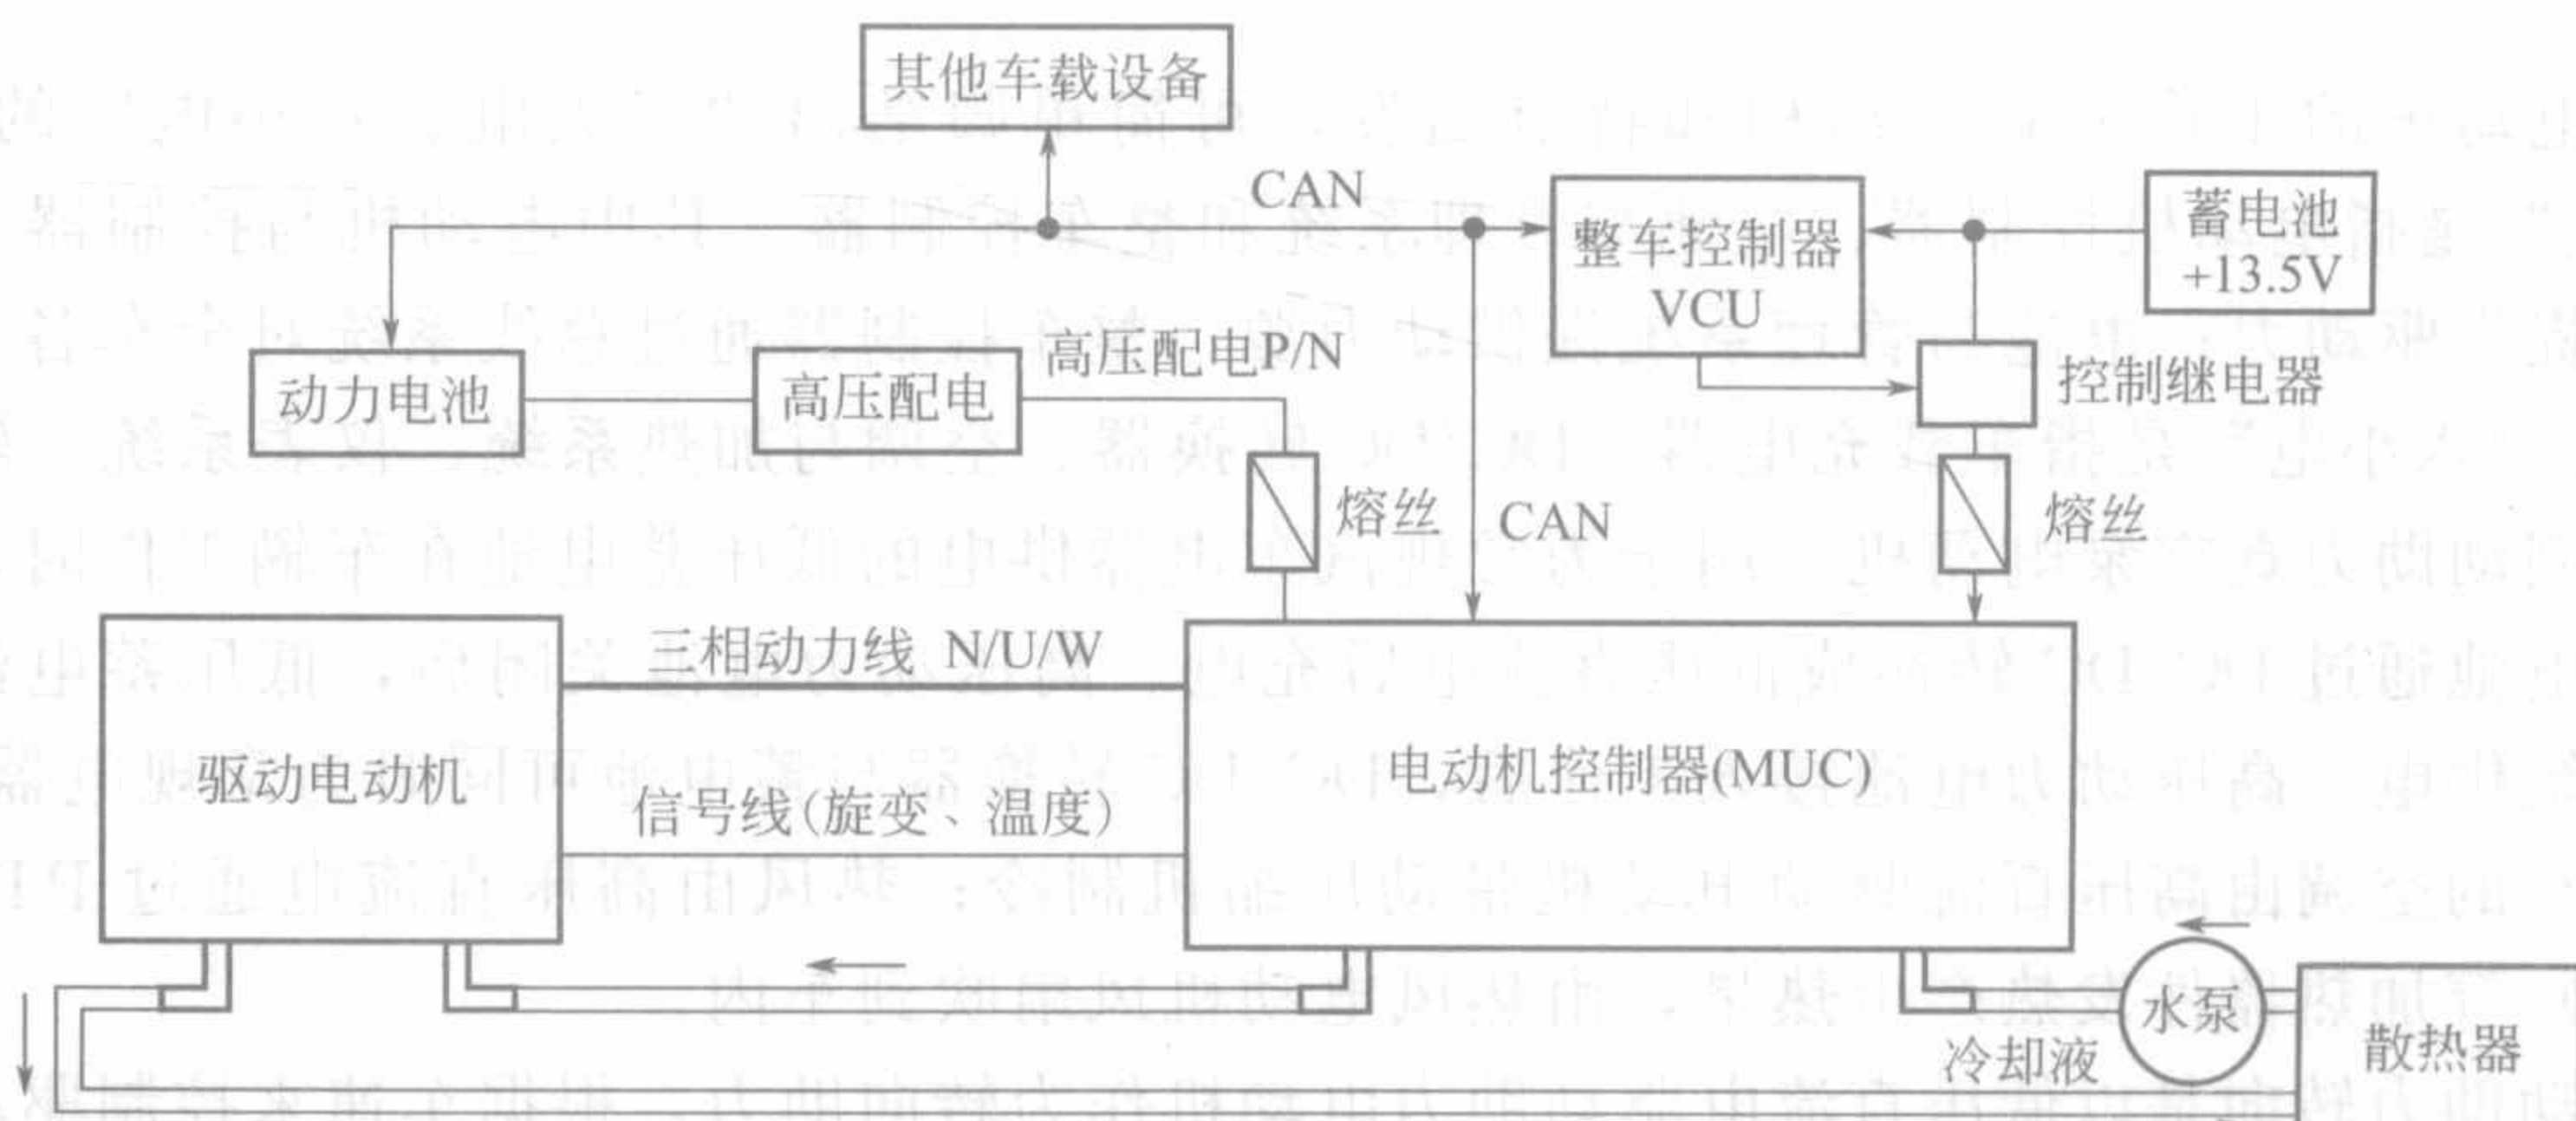 其他车载设备
CAN
整车控制器
VCU
蓄电池
+13.5V
动力电池
高压配电
高压配电P/N
控制继电器
熔丝
CAN
熔丝
三相动力线 N/U/W
驱动电动机
信号线(旋变、温度)
电动机控制器(MUC)
水泵
冷却液
散热器